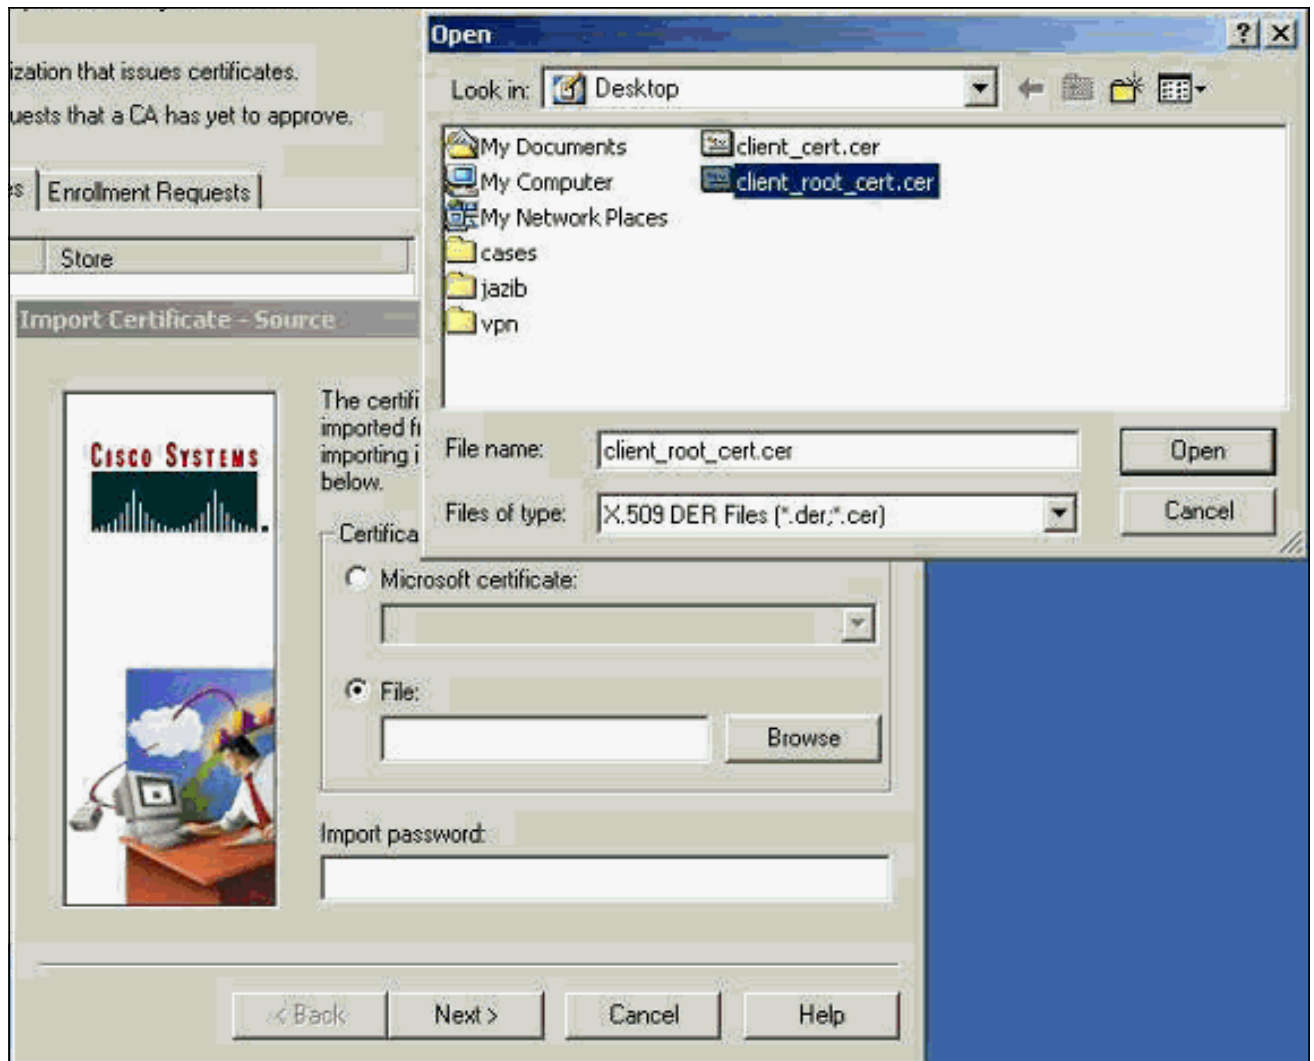 Open
ization that issues certificates.
Look in:
Desktop
uests that a CA has yet to approve.
My Documents
client_cert.cer
My Computer
client_root_cert.cer
Enrollment Requests
My Network Places
Store
cases
jazib
vpn
Import Certificate - Source
The certifi
imported fr
importing i
below.
File name:
client_root_cert.cer
Open
Files of type:
X.509 DER Files (*.der;*.cer)
Cancel
CISCO SYSTEMS
Certifica
Microsoft certificate:
File:
Browse
Import password:
< Back
Next >
Cancel
Help